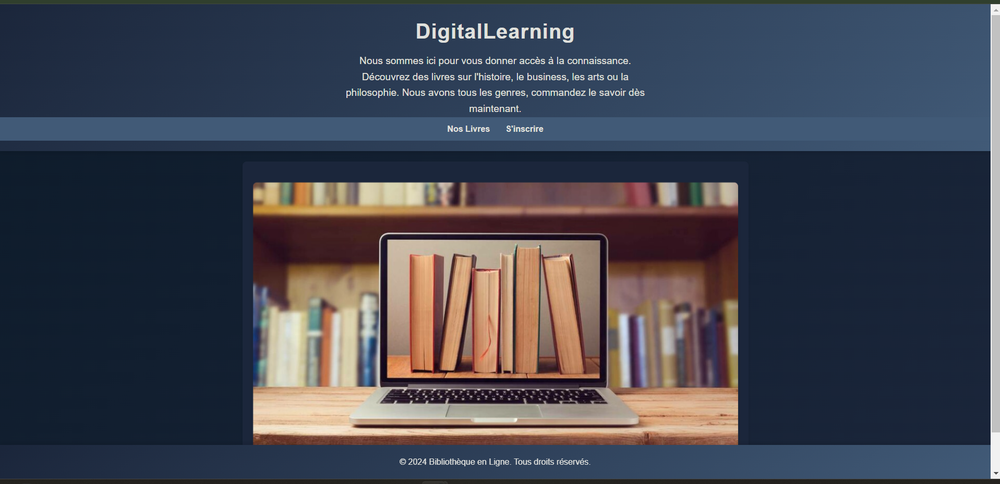 DigitalLearning
Nous sommes ici pour vous donner accès à la connaissance.
Découvrez des livres sur l'histoire, le business, les arts ou la
philosophie. Nous avons tous les genres, commandez le savoir dès
maintenant.
Nos Livres S'inscrire
© 2024 Bibliothèque en Ligne. Tous droits réservés.